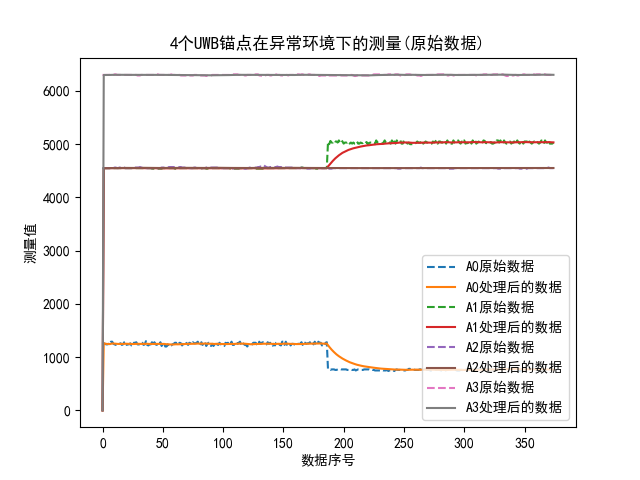 4个UWB锚点在异常环境下的测量(原始数据)
测量值
6000
5000
4000
3000
2000
1000
0
0 50 100 150 200 250 300 350
数据序号
A0原始数据
A0处理后的数据
A1原始数据
A1处理后的数据
A2原始数据
A2处理后的数据
A3原始数据
A3处理后的数据